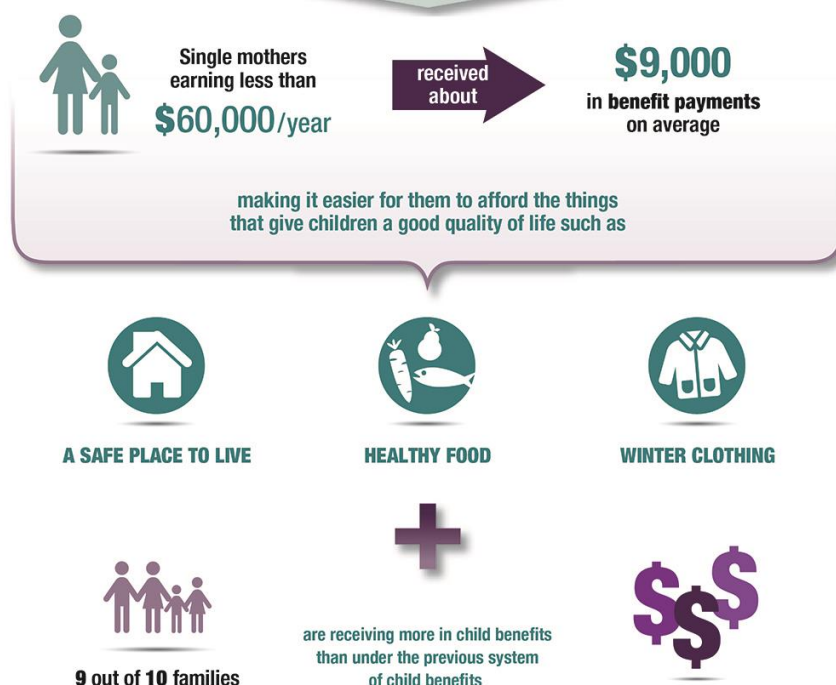 Single mothers
earning less than
$60,000/year
received
about
$9,000
in benefit payments
on average
making it easier for them to afford the things
that give children a good quality of life such as
A SAFE PLACE TO LIVE
HEALTHY FOOD
WINTER CLOTHING
9 out of 10 families
are receiving more in child benefits
than under the previous system
of child benefits
$ $ $